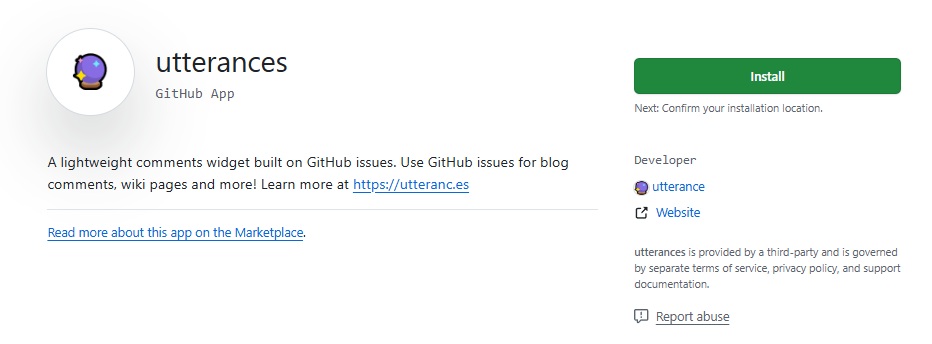 utterances
GitHub App
A lightweight comments widget built on GitHub issues. Use GitHub issues for blog
comments, wiki pages and more! Learn more at https://utteranc.es
Read more about this app on the Marketplace.
Install
Next: Confirm your installation location.
Developer
utterance
Website
utterances is provided by a third-party and is governed
by separate terms of service, privacy policy, and support
documentation.
Report abuse